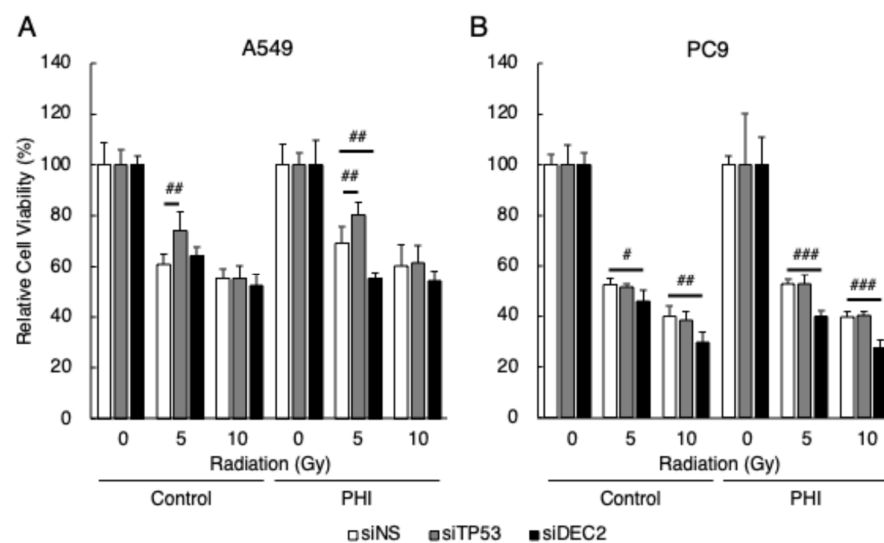 A
B
A549
PC9
Relative Cell Viability (%)
140
120
100
80
60
40
20
0
##
##
##
140
120
100
80
60
40
20
0
#
##
###
###
0 5 10 0 5 10
0 5 10 0 5 10
Radiation (Gy)
Radiation (Gy)
Control PHI
Control PHI
siNS siTP53 siDEC2